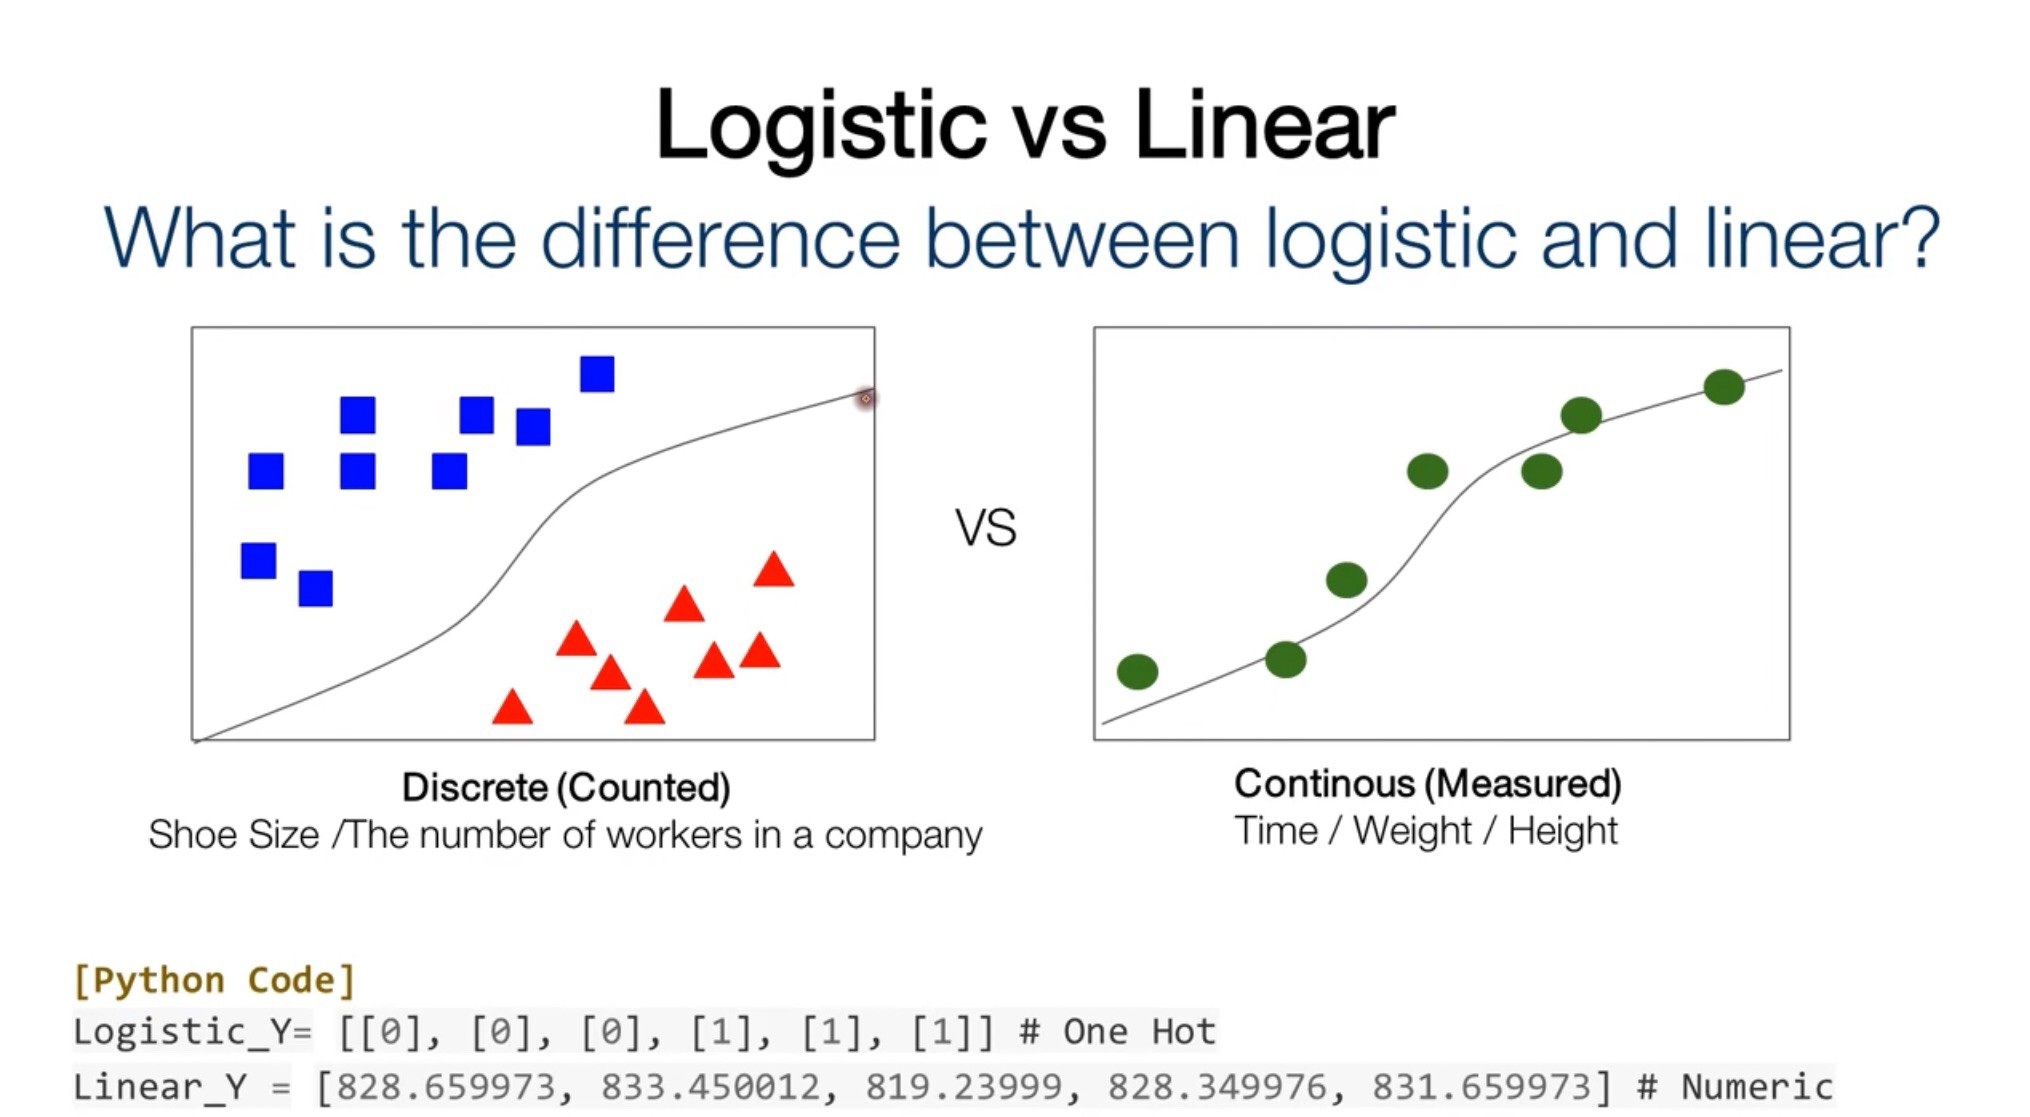 Logistic vs Linear
What is the difference between logistic and linear?
VS
Discrete (Counted)
Shoe Size /The number of workers in a company
Continous (Measured)
Time / Weight / Height
[Python Code]
Logistic_Y= [[0], [0], [0], [1], [1], [1]] # One Hot
Linear_Y = [828.659973, 833.450012, 819.23999, 828.349976, 831.659973] # Numeric